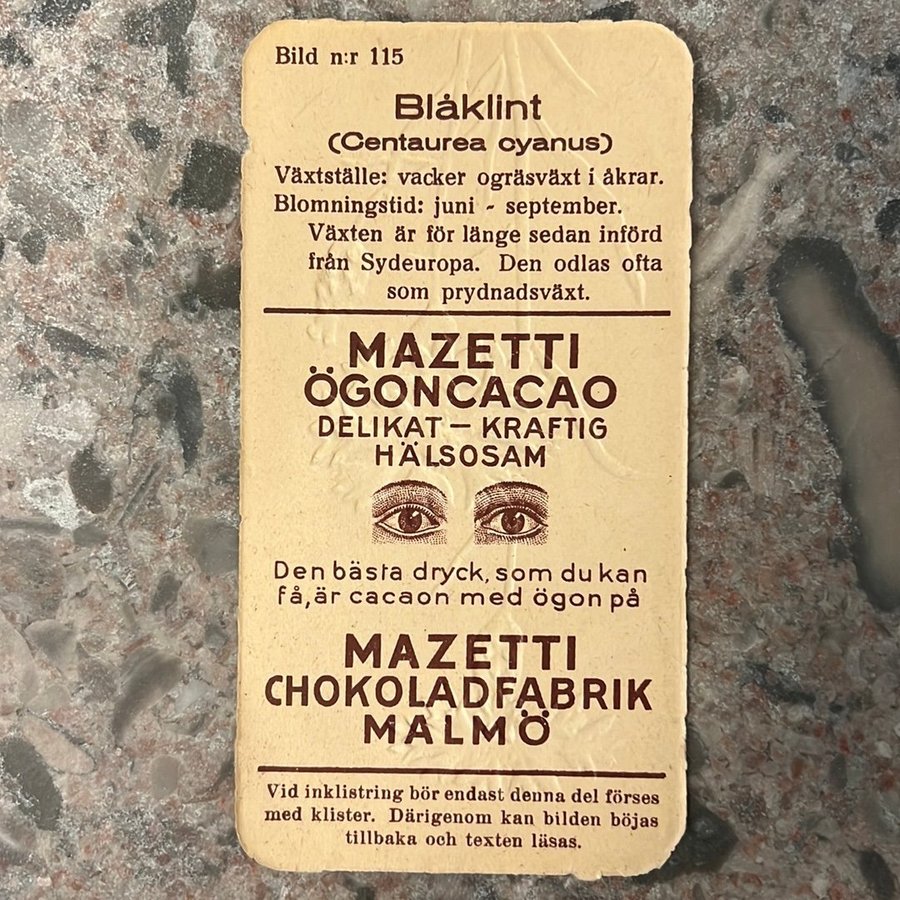 Bild n:r 115
Blåklint
(Centaurea cyanus)
Växtställe: vacker ogräsväxt i åkrar.
Blomningstid: juni - september.
Växten är för länge sedan införd
från Sydeuropa. Den odlas ofta
som prydnadsväxt.
MAZETTI
ÖGONCACAO
DELIKAT – KRAFTIG
HÄLSOSAM
Den bästa dryck, som du kan
få, är cacaon med ögon på
MAZETTI
CHOKOLADFABRIK
MALMÖ
Vid inklistring bör endast denna del förses
med klister. Därigenom kan bilden böjas
tillbaka och texten läsas.